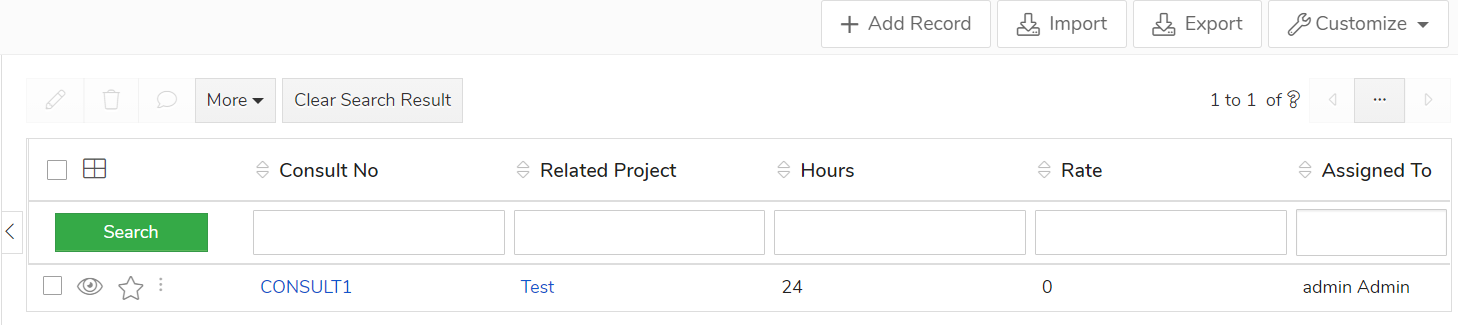 Add Record Import Export Customize
More Clear Search Result 1 to 1 of ? ...
Consult No Related Project Hours Rate Assigned To
Search
CONSULT1 Test 24 0 admin Admin